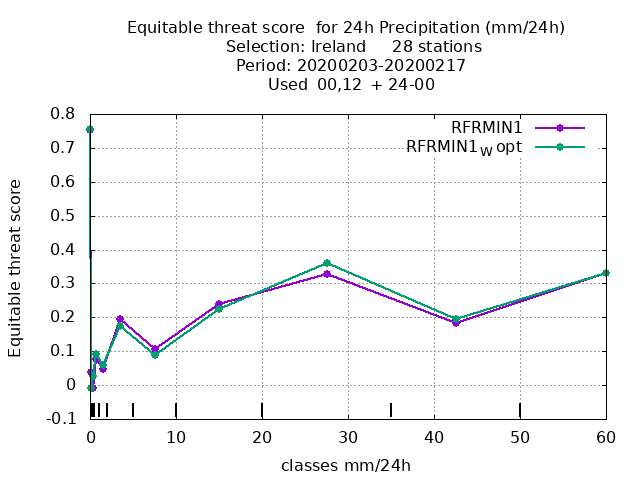 Equitable threat score  for 24h Precipitation (mm/24h)
Selection: Ireland     28 stations
Period: 20200203-20200217
Used  00,12  + 24-00
RFRMIN1
RFRMIN1W opt
0.8
0.7
0.6
0.5
0.4
0.3
0.2
0.1
0
-0.1
Equitable threat score
0 10 20 30 40 50 60
classes mm/24h